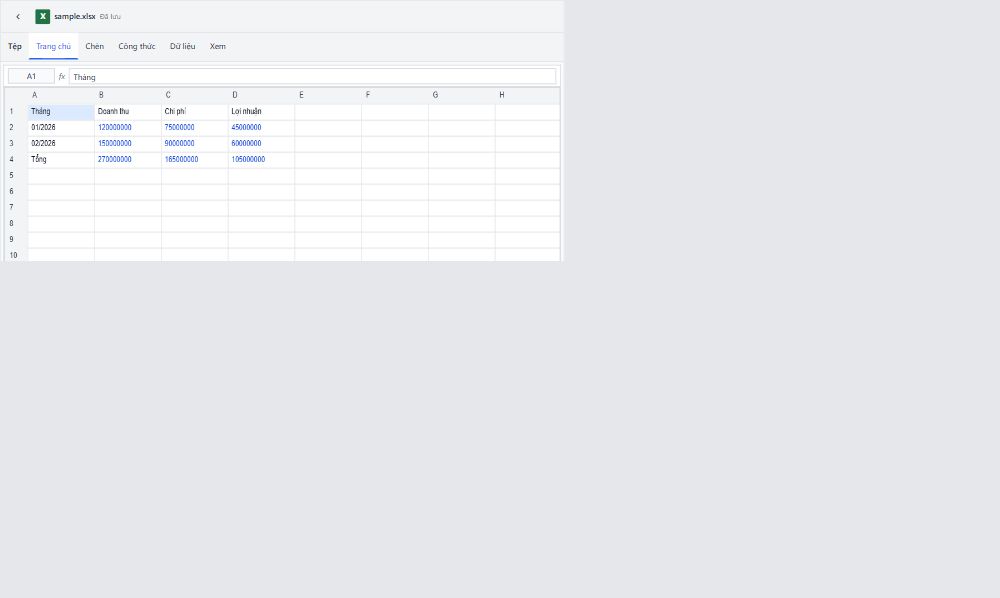 X sample.xlsx Đã lưu
Tệp Trang chủ Chèn Công thức Dữ liệu Xem
A1 fx Tháng
A B C D E F G H
1 Tháng Doanh thu Chi phí Lợi nhuận
2 01/2026 120000000 75000000 45000000
3 02/2026 150000000 90000000 60000000
4 Tổng 270000000 165000000 105000000
5
6
7
8
9
10